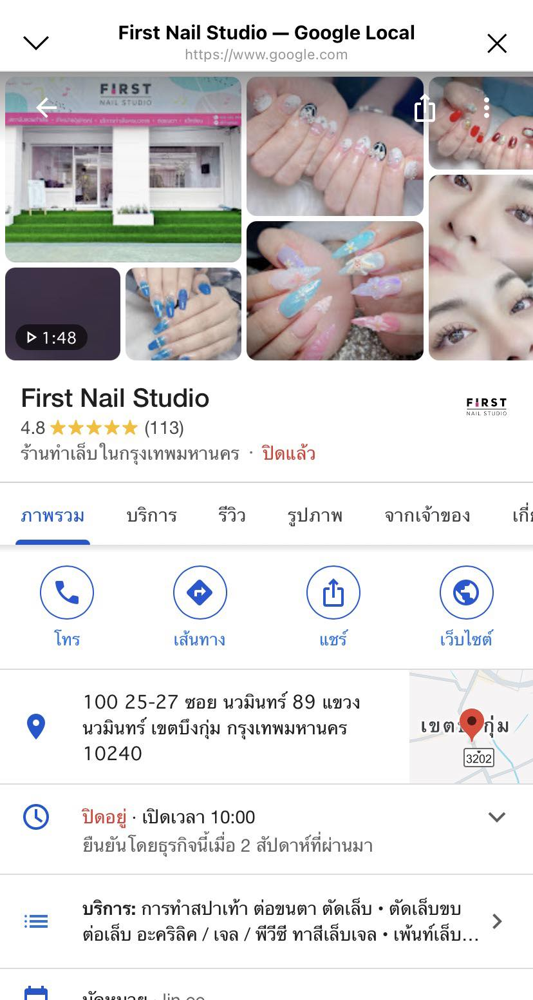 First Nail Studio — Google Local
https://www.google.com
FIRST
NAIL STUDIO
1:48
First Nail Studio
FIRST
NAIL STUDIO
4.8 (113)
ร้านทำเล็บในกรุงเทพมหานคร · ปิดแล้ว
ภาพรวม บริการ รีวิว รูปภาพ จากเจ้าของ
โทร เส้นทาง แชร์ เว็บไซต์
100 25-27 ซอย นวมินทร์ 89 แขวง
นวมินทร์ เขตบึงกุ่ม กรุงเทพมหานคร
10240
3202
ปิดอยู่ · เปิดเวลา 10:00
ยืนยันโดยธุรกิจนี้เมื่อ 2 สัปดาห์ที่ผ่านมา
บริการ: การทำสปาเท้า ต่อขนตา ตัดเล็บ • ตัดเล็บขบ
ต่อเล็บ อะคริลิค / เจล / พีวีซี ทาสีเล็บเจล • เพ้นท์เล็บ...